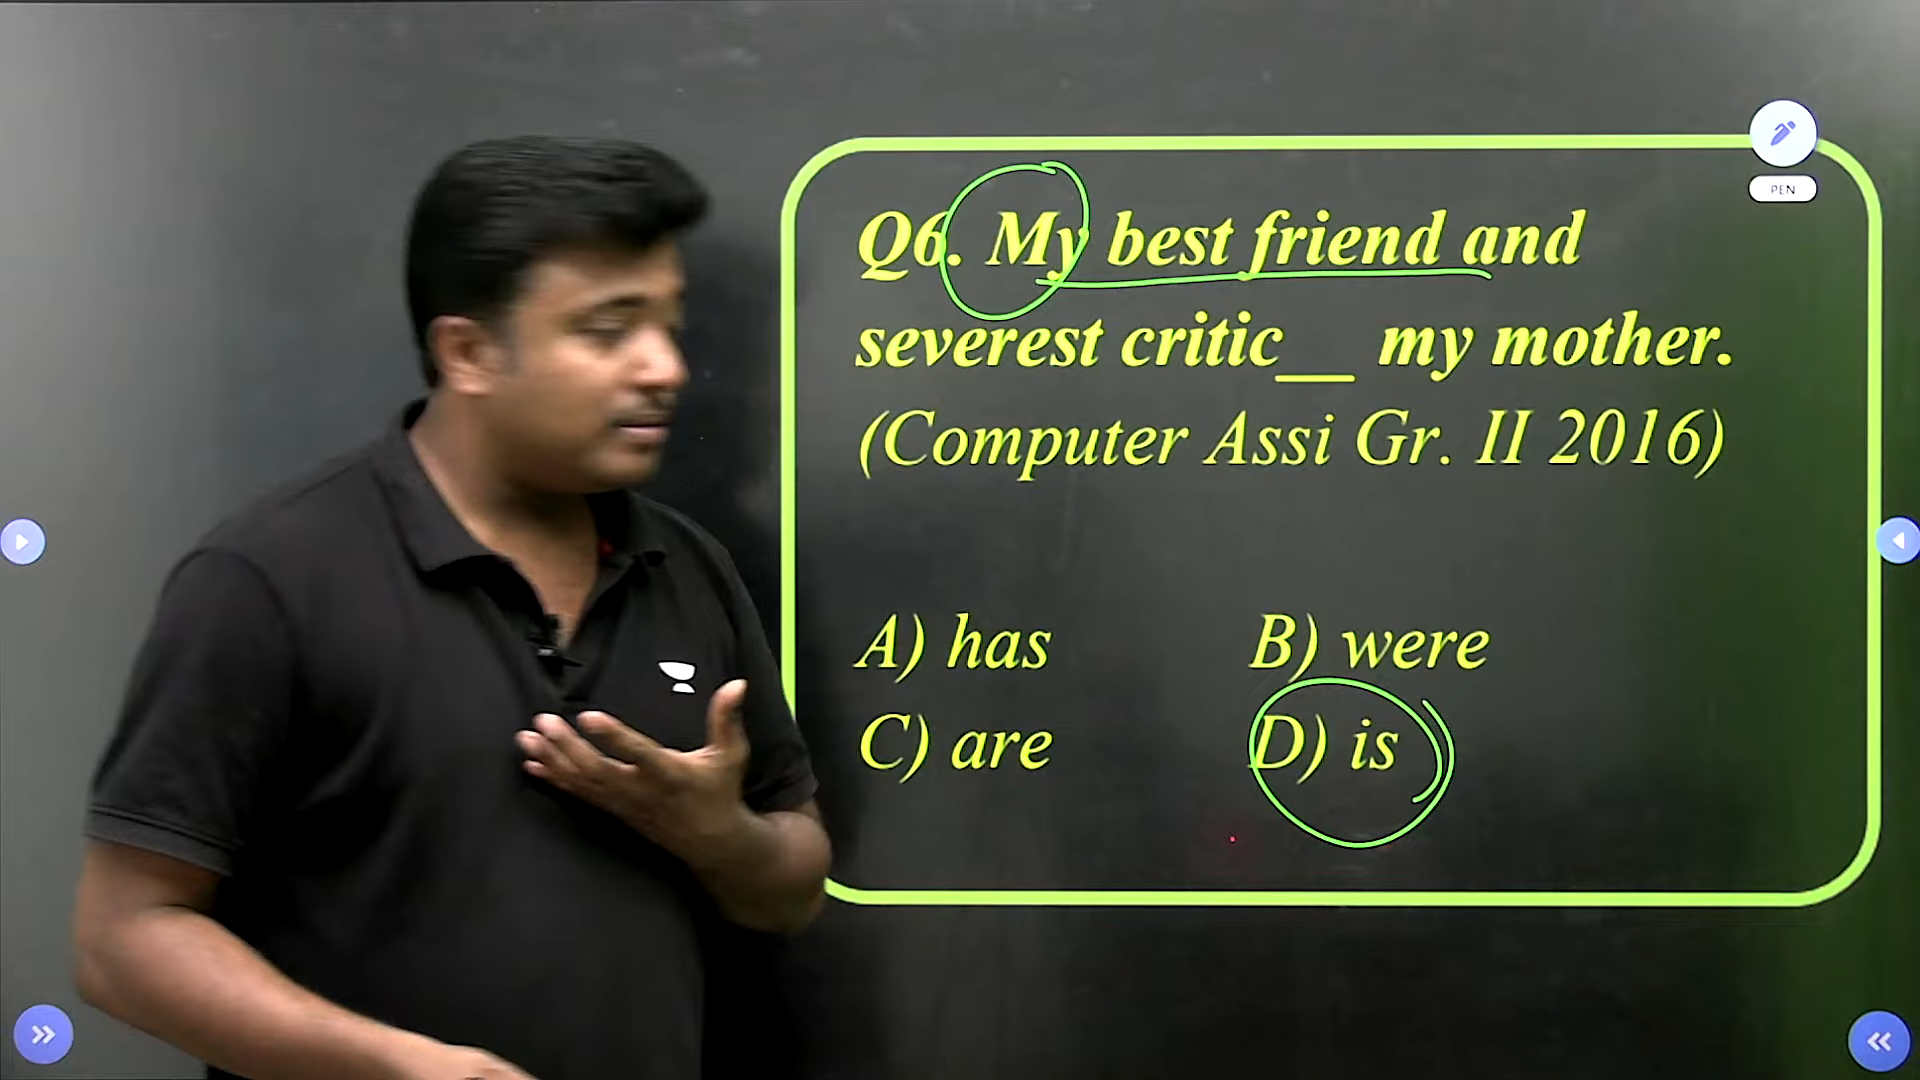 PEN
Q6. My best friend and
severest critic__ my mother.
(Computer Assi Gr. II 2016)
A) has B) were
C) are D) is